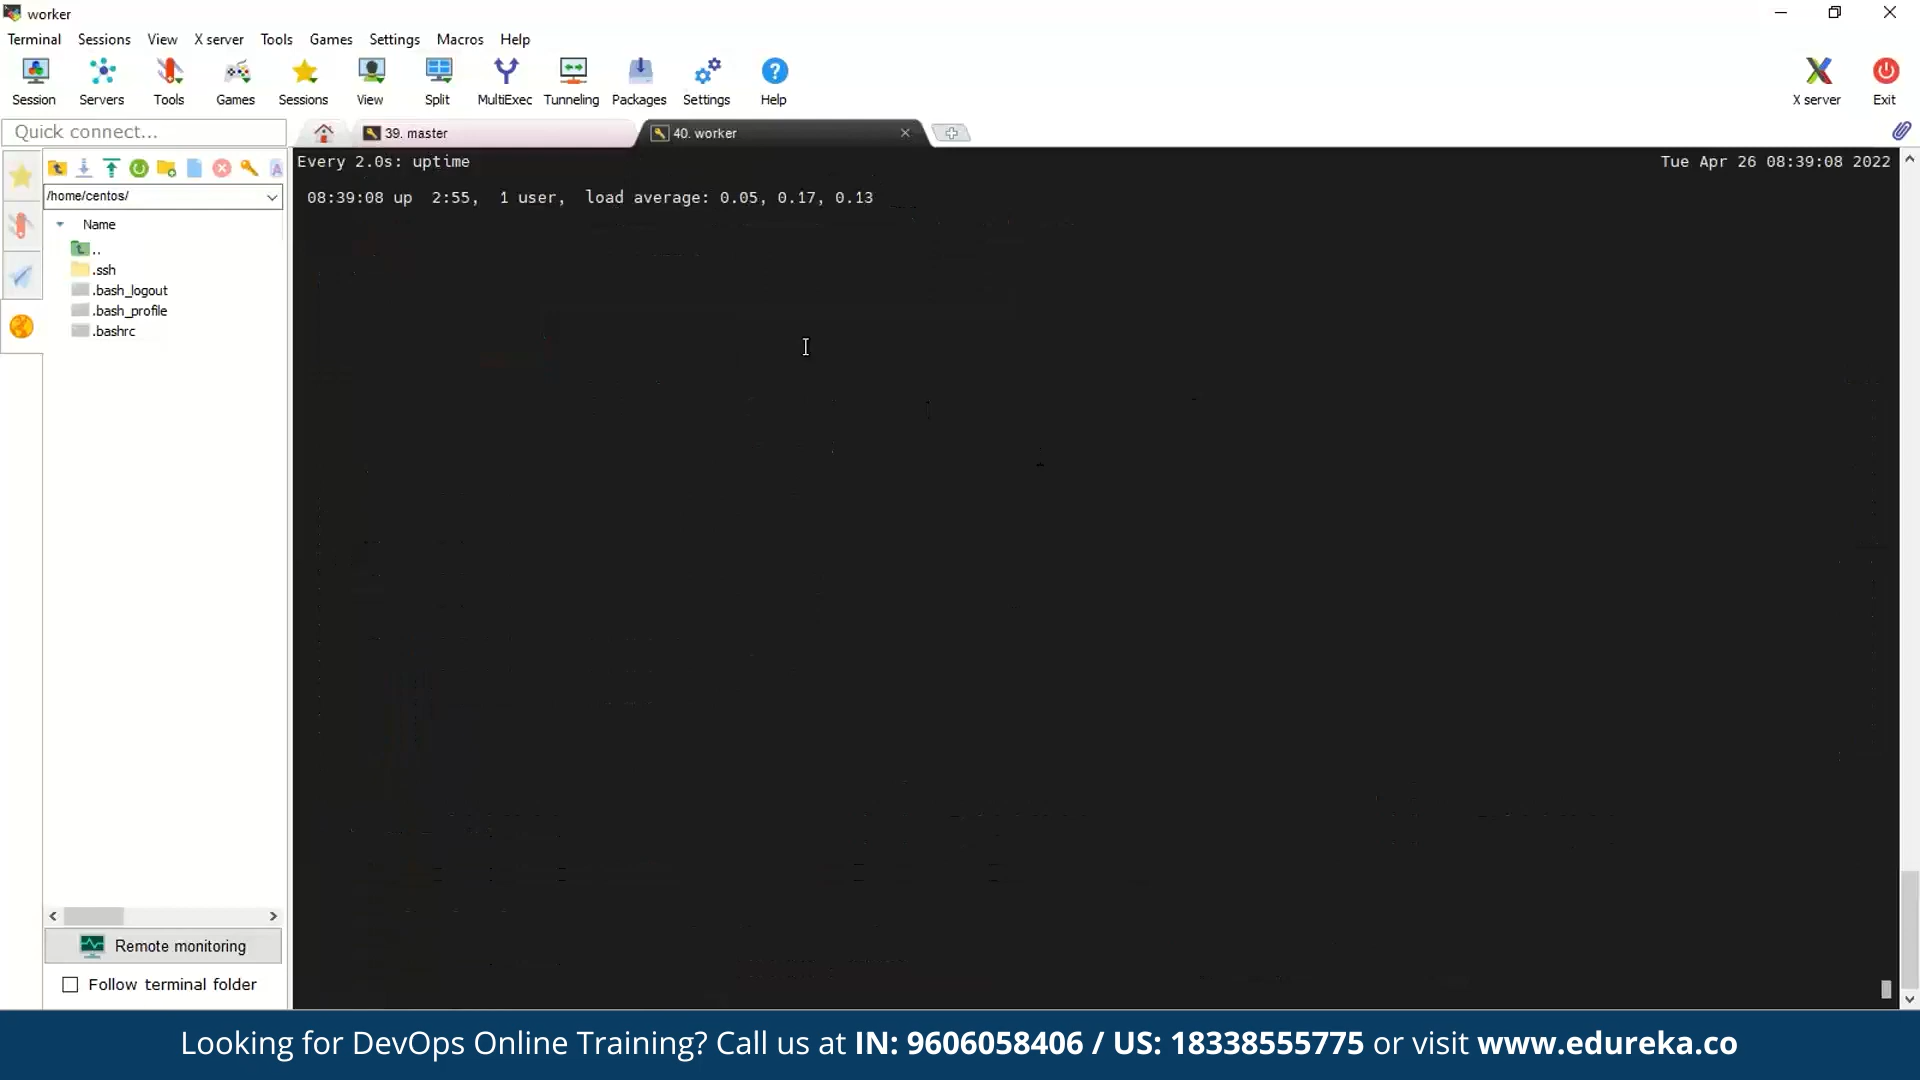 worker
Terminal Sessions View X server Tools Games Settings Macros Help
Session Servers Tools Games Sessions View Split MultiExec Tunneling Packages Settings Help X server Exit
Quick connect... 39. master 40. worker
Every 2.0s: uptime Tue Apr 26 08:39:08 2022
/home/centos/
08:39:08 up 2:55, 1 user, load average: 0.05, 0.17, 0.13
Name
..
.ssh
.bash_logout
.bash_profile
.bashrc
Remote monitoring
Follow terminal folder
Looking for DevOps Online Training? Call us at IN: 9606058406 / US: 18338555775 or visit www.edureka.co